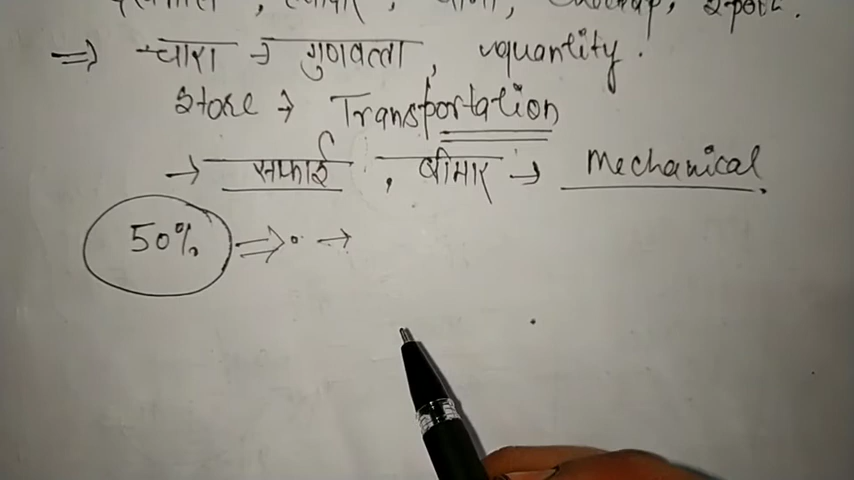 ⇒ चारा → गुणवत्ता, quantity.
Store → Transportation
→ सफाई, बीमार → Mechanical.
50% ⇒ • →